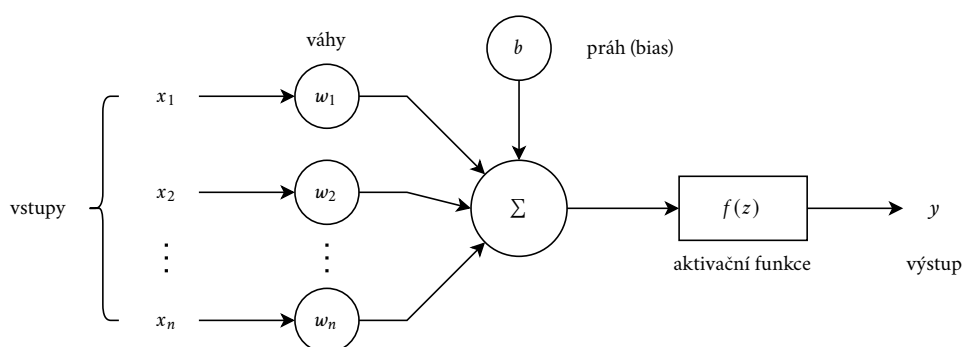 váhy
b práh (bias)
x₁ w₁
vstupy x₂ w₂ Σ f(z) y
aktivační funkce výstup
⋮ ⋮
xₙ wₙ